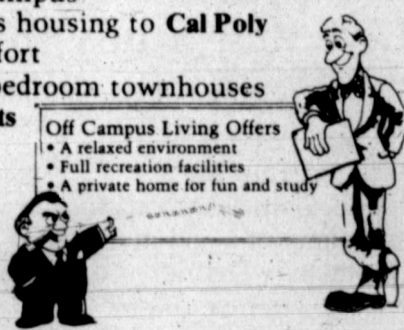 s housing to Cal Poly
fort
edroom townhouses
ts
Off Campus Living Offers
• A relaxed environment
• Full recreation facilities
• A private home for fun and study